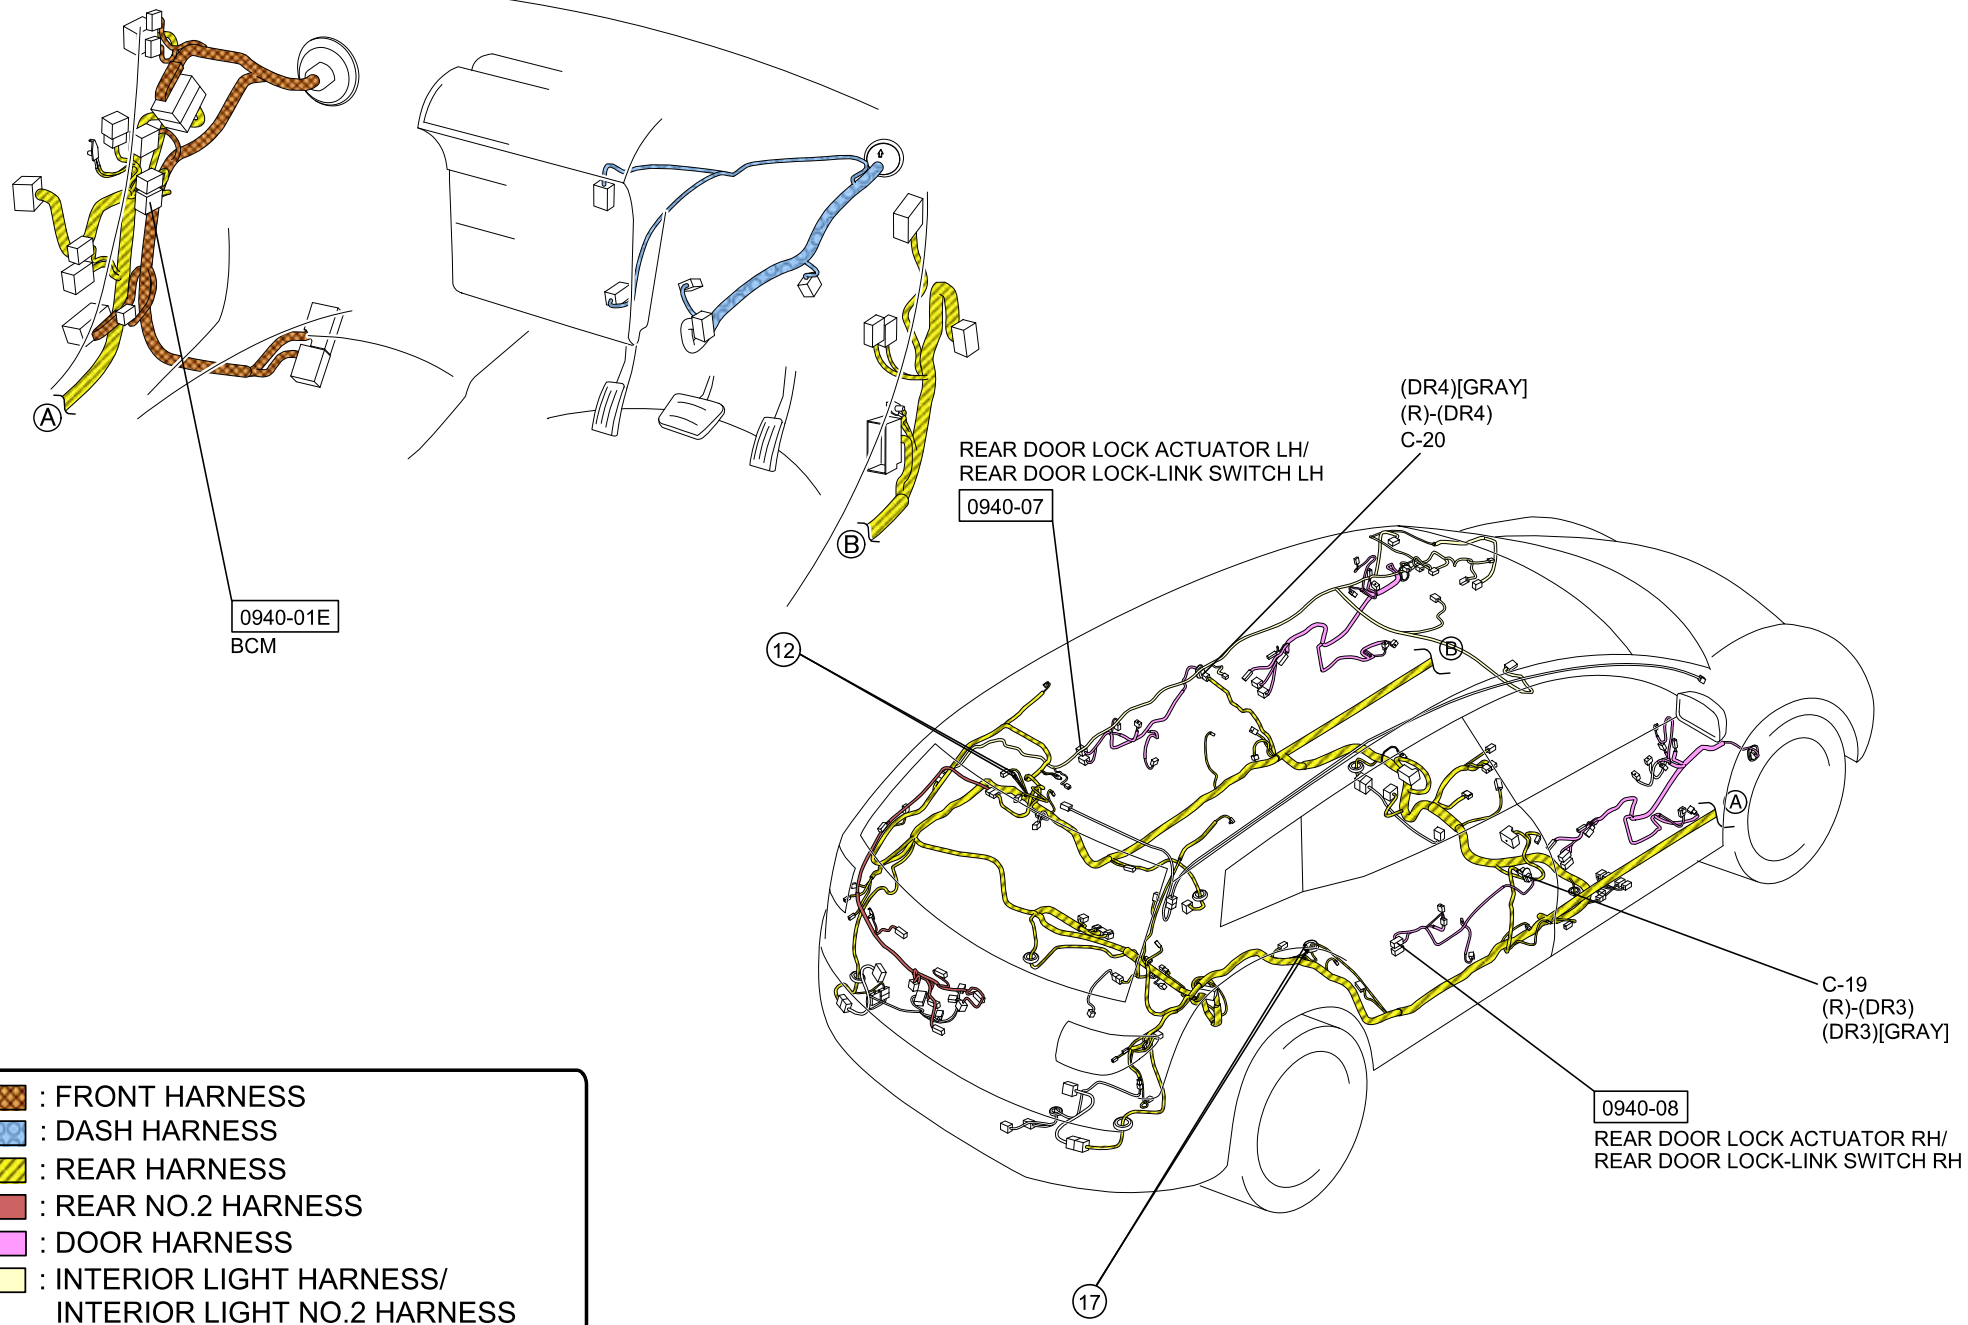 A
B
0940-01E
BCM
(DR4)[GRAY]
(R)-(DR4)
C-20
REAR DOOR LOCK ACTUATOR LH/
REAR DOOR LOCK-LINK SWITCH LH
0940-07
12
B
A
C-19
(R)-(DR3)
(DR3)[GRAY]
0940-08
REAR DOOR LOCK ACTUATOR RH/
REAR DOOR LOCK-LINK SWITCH RH
17
: FRONT HARNESS
: DASH HARNESS
: REAR HARNESS
: REAR NO.2 HARNESS
: DOOR HARNESS
: INTERIOR LIGHT HARNESS/
INTERIOR LIGHT NO.2 HARNESS